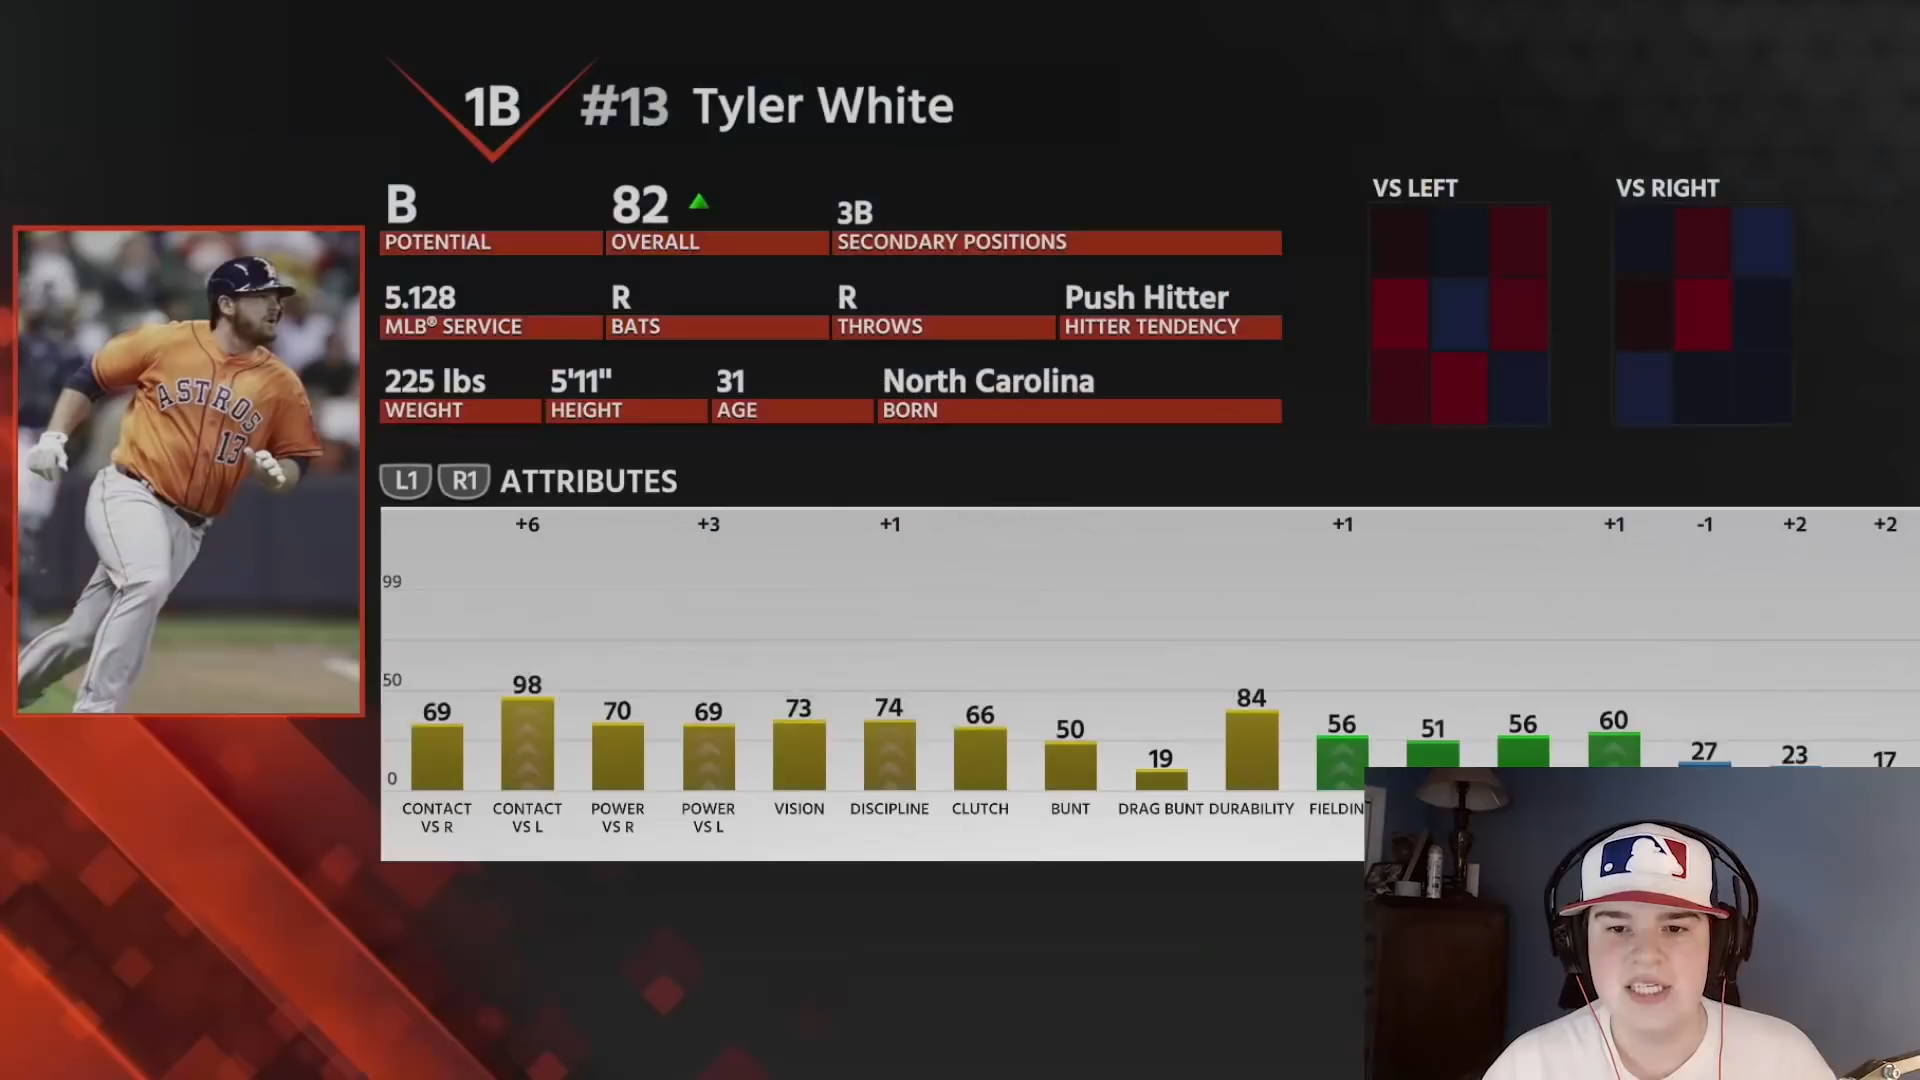 1B #13 Tyler White
B 82 3B
POTENTIAL OVERALL SECONDARY POSITIONS
5.128 R R Push Hitter
MLB® SERVICE BATS THROWS HITTER TENDENCY
225 lbs 5'11" 31 North Carolina
WEIGHT HEIGHT AGE BORN
VS LEFT VS RIGHT
ASTROS
13
L1 R1 ATTRIBUTES
+6 +3 +1 +1 +1 -1 +2 +2
99
50
0
69 98 70 69 73 74 66 50 19 84 56 51 56 60 27 23 17
CONTACT VS R
CONTACT VS L
POWER VS R
POWER VS L
VISION
DISCIPLINE
CLUTCH
BUNT
DRAG BUNT
DURABILITY
FIELDIN